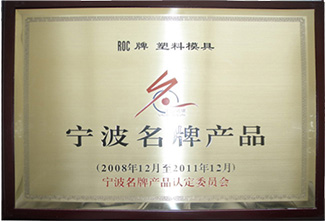 ROC 牌 塑料模具
宁波名牌产品
(2008年12月至2011年12月)
宁波名牌产品认定委员会